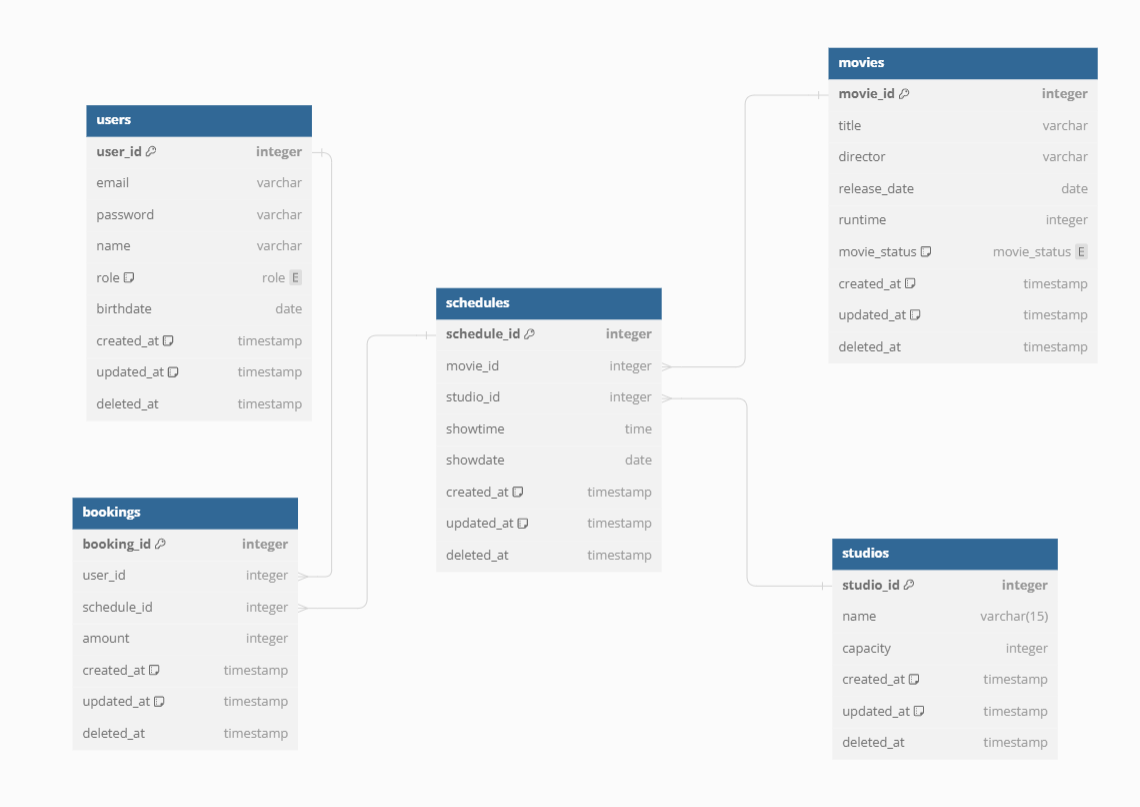 users
user_id integer
email varchar
password varchar
name varchar
role role E
birthdate date
created_at timestamp
updated_at timestamp
deleted_at timestamp
bookings
booking_id integer
user_id integer
schedule_id integer
amount integer
created_at timestamp
updated_at timestamp
deleted_at timestamp
schedules
schedule_id integer
movie_id integer
studio_id integer
showtime time
showdate date
created_at timestamp
updated_at timestamp
deleted_at timestamp
movies
movie_id integer
title varchar
director varchar
release_date date
runtime integer
movie_status movie_status E
created_at timestamp
updated_at timestamp
deleted_at timestamp
studios
studio_id integer
name varchar(15)
capacity integer
created_at timestamp
updated_at timestamp
deleted_at timestamp